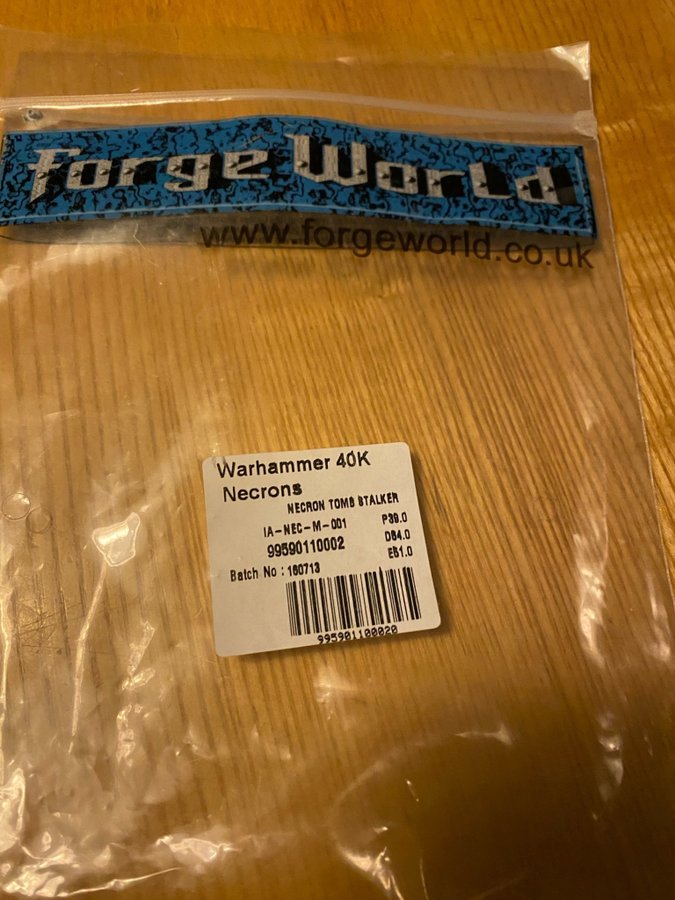 Forge World
www.forgeworld.co.uk
Warhammer 40K
Necrons
NECRON TOMB STALKER
IA-NEC-M-001 P39.0
99590110002 D64.0
E51.0
Batch No : 160713
995901100020